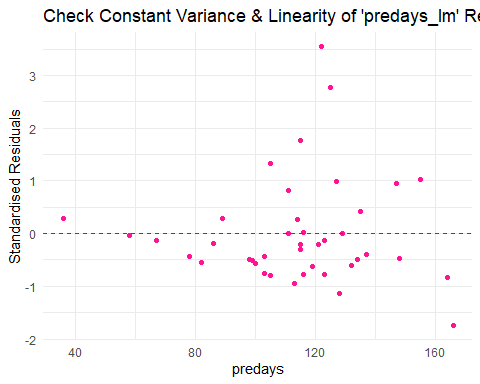 Check Constant Variance & Linearity of 'predays_lm' Re
Standardised Residuals
3
2
1
0
-1
-2
40 80 120 160
predays